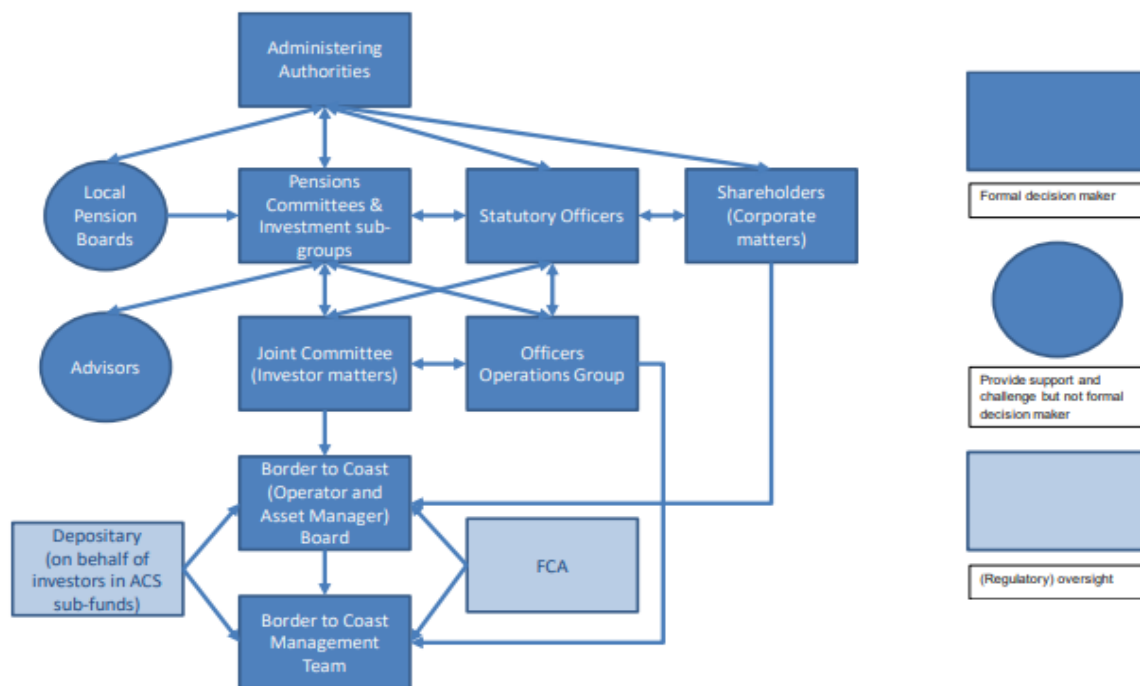 Administering
Authorities
Local
Pension
Boards
Pensions
Committees &
Investment sub-
groups
Statutory Officers
Shareholders
(Corporate
matters)
Advisors
Joint Committee
(Investor matters)
Officers
Operations Group
Border to Coast
(Operator and
Asset Manager)
Board
Depositary
(on behalf of
investors in ACS
sub-funds)
FCA
Border to Coast
Management
Team
Formal decision maker
Provide support and
challenge but not formal
decision maker
(Regulatory) oversight